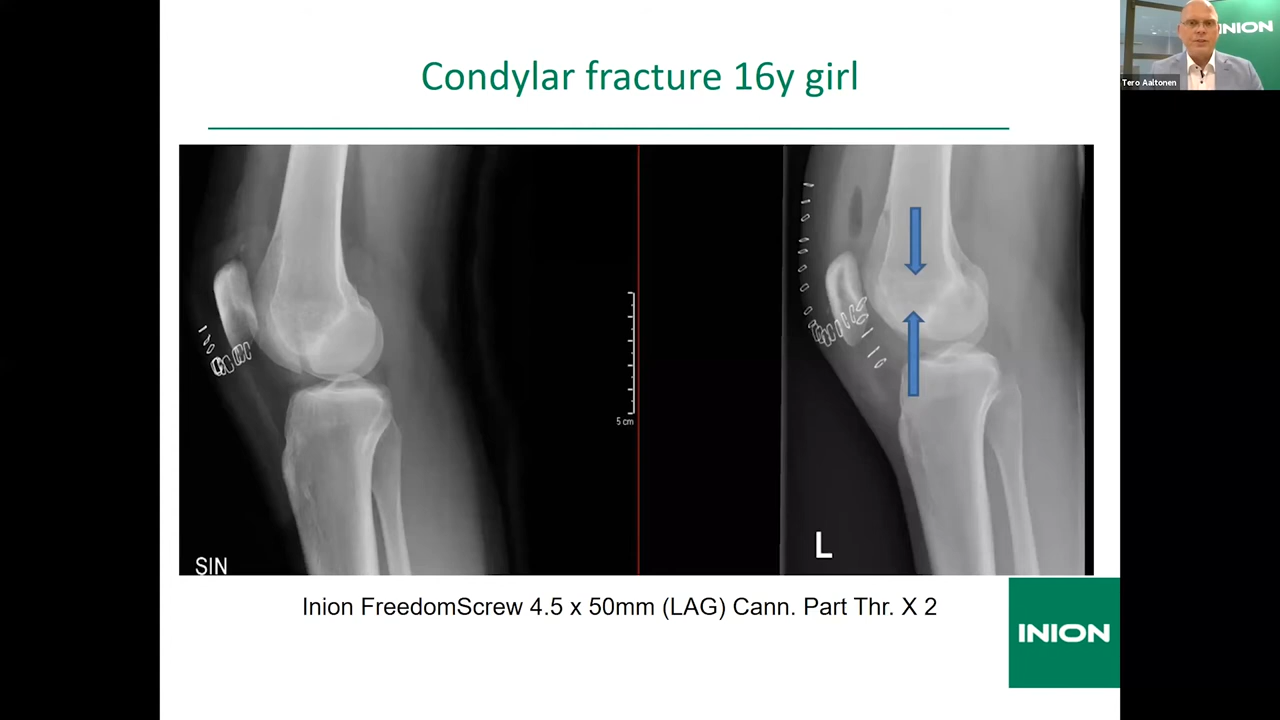 Condylar fracture 16y girl
INION
Tero Aaltonen
5 cm
L
SIN
Inion FreedomScrew 4.5 x 50mm (LAG) Cann. Part Thr. X 2
INION